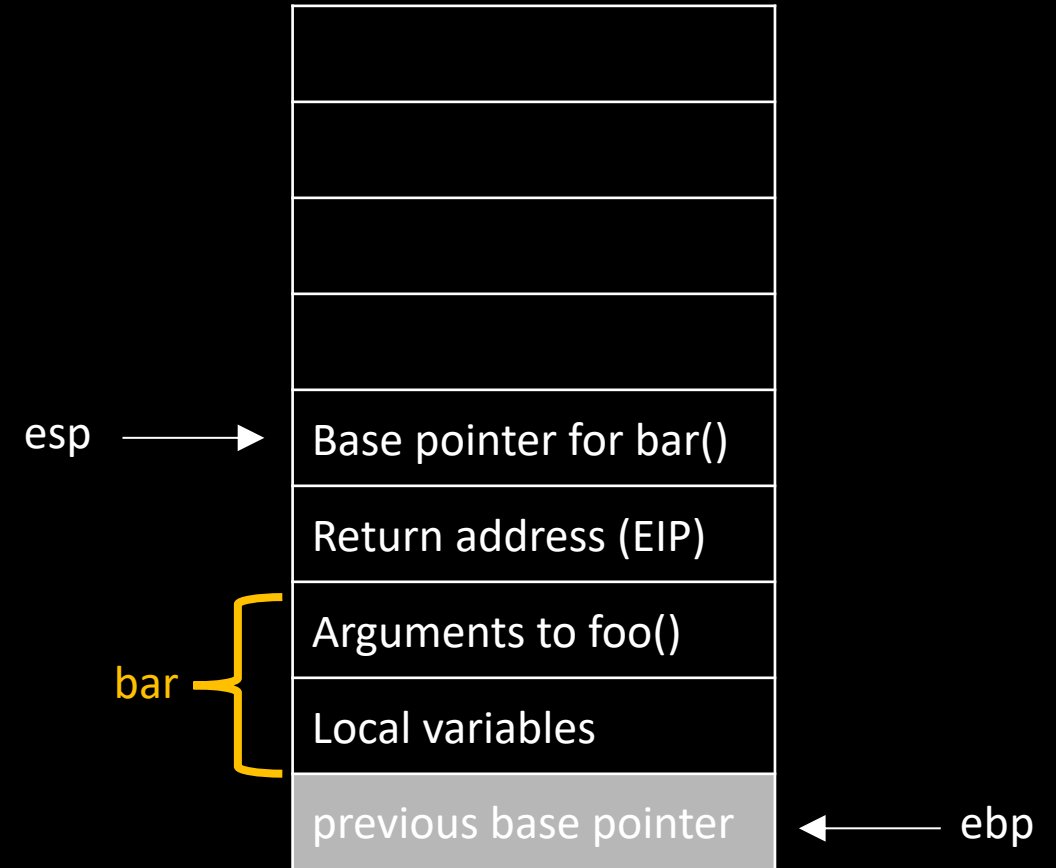 esp
Base pointer for bar()
Return address (EIP)
Arguments to foo()
bar
Local variables
previous base pointer
ebp